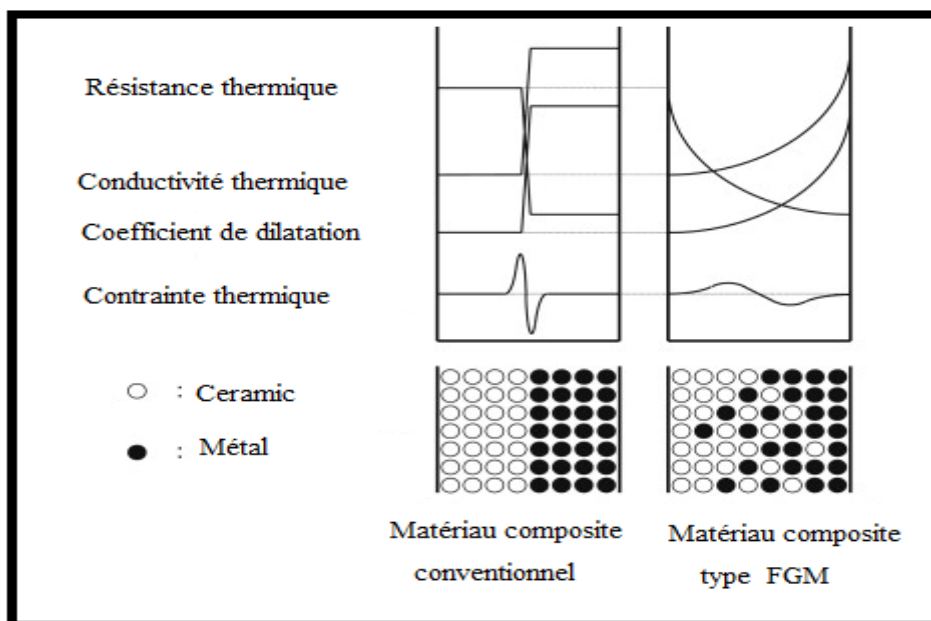 Résistance thermique
Conductivité thermique
Coefficient de dilatation
Contrainte thermique
: Ceramic
: Métal
Matériau composite
conventionnel
Matériau composite
type FGM